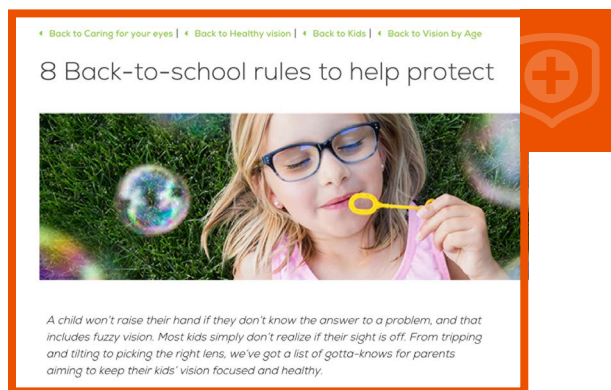 Back to Caring for your eyes | Back to Healthy vision | Back to Kids | Back to Vision by Age
8 Back-to-school rules to help protect
A child won't raise their hand if they don't know the answer to a problem, and that
includes fuzzy vision. Most kids simply don't realize if their sight is off. From tripping
and tilting to picking the right lens, we've got a list of gotta-knows for parents
aiming to keep their kids' vision focused and healthy.